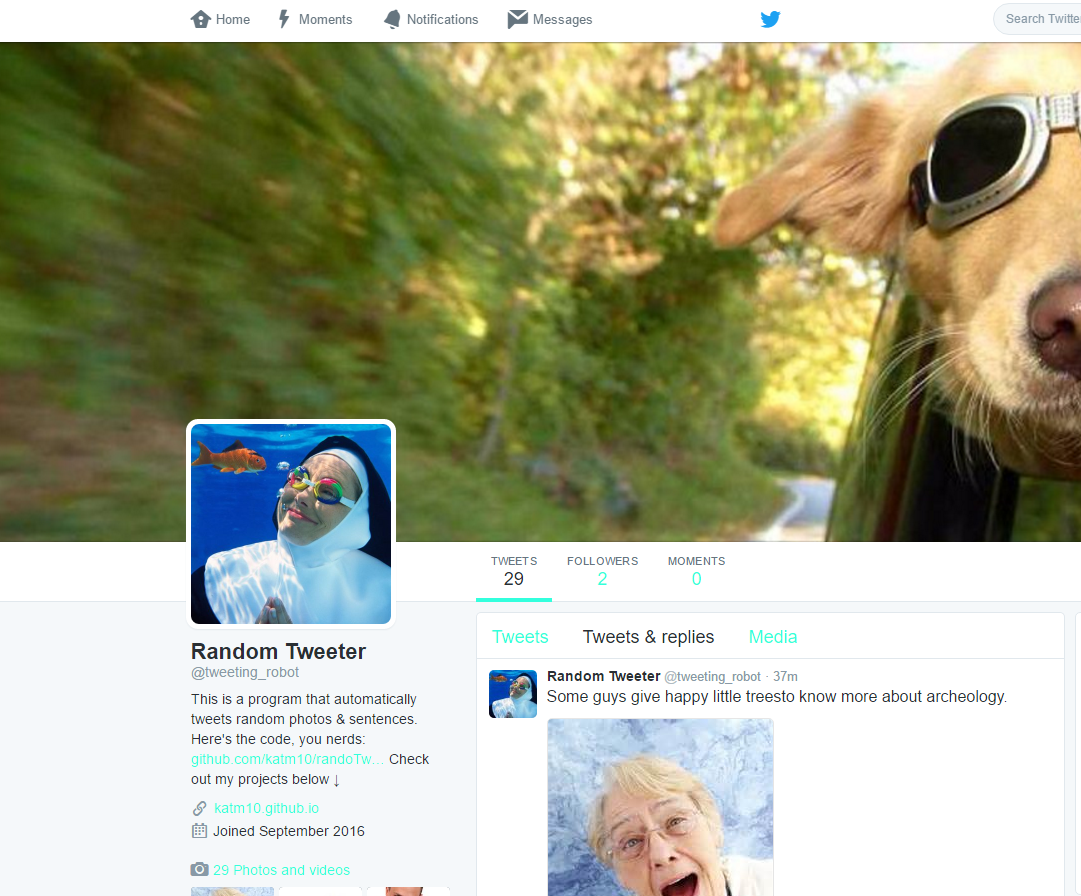 Home Moments Notifications Messages
TWEETS FOLLOWERS MOMENTS
29 2 0
Tweets Tweets & replies Media
Random Tweeter
@tweeting_robot
This is a program that automatically
tweets random photos & sentences.
Here's the code, you nerds:
github.com/katm10/randoTw... Check
out my projects below ↓
katm10.github.io
Joined September 2016
29 Photos and videos
Random Tweeter @tweeting_robot · 37m
Some guys give happy little treesto know more about archeology.